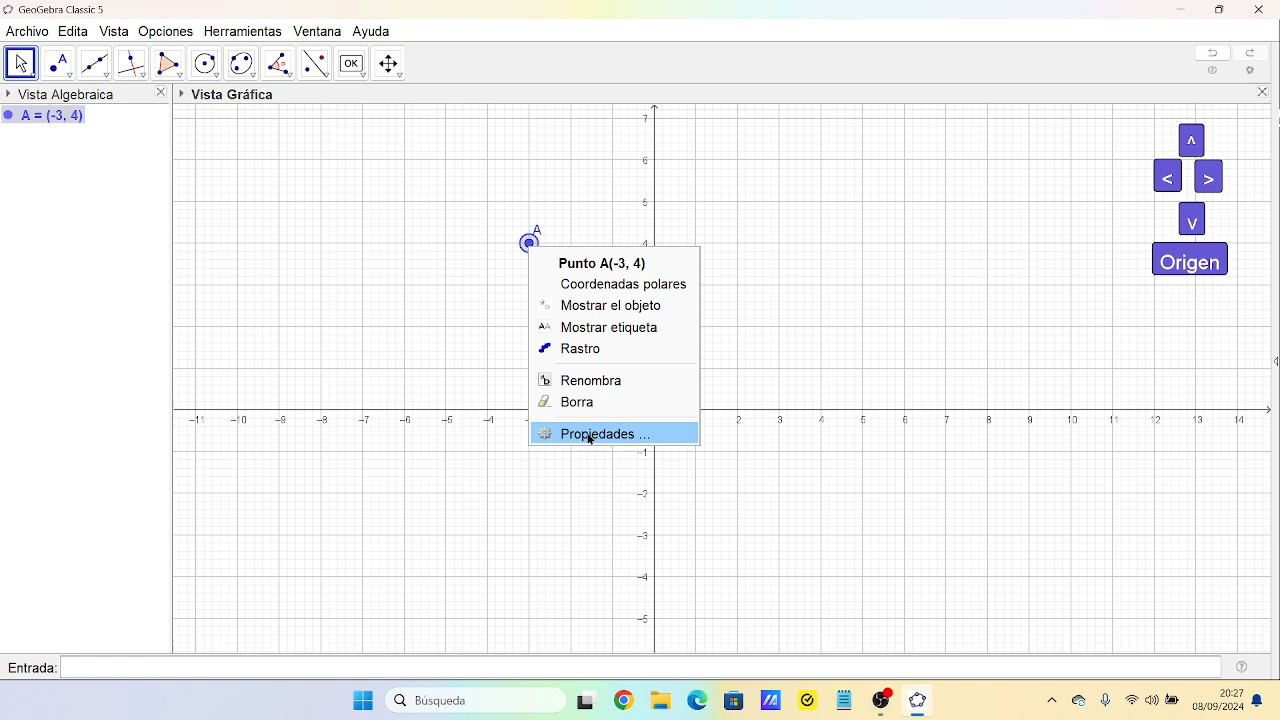 GeoGebra Classic 5
Archivo Edita Vista Opciones Herramientas Ventana Ayuda
A OK
Vista Algebraica Vista Gráfica
A = (-3, 4)
7
6
5
4
A
^
< >
v
Origen
Punto A(-3, 4)
Coordenadas polares
Mostrar el objeto
AA Mostrar etiqueta
Rastro
Renombra
Borra
Propiedades ...
-11 -10 -9 -8 -7 -6 -5 -4 2 3 4 5 6 7 8 9 10 11 12 13 14
-1
-2
-3
-4
-5
Entrada:
Búsqueda
20:27
08/09/2024